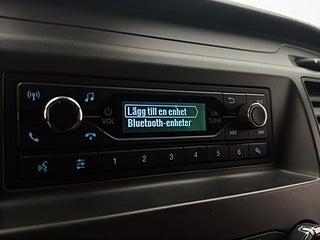 Lägg till en enhet
Bluetooth-enheter
VOL
OK
TUNE
1 2 3 4 5 6